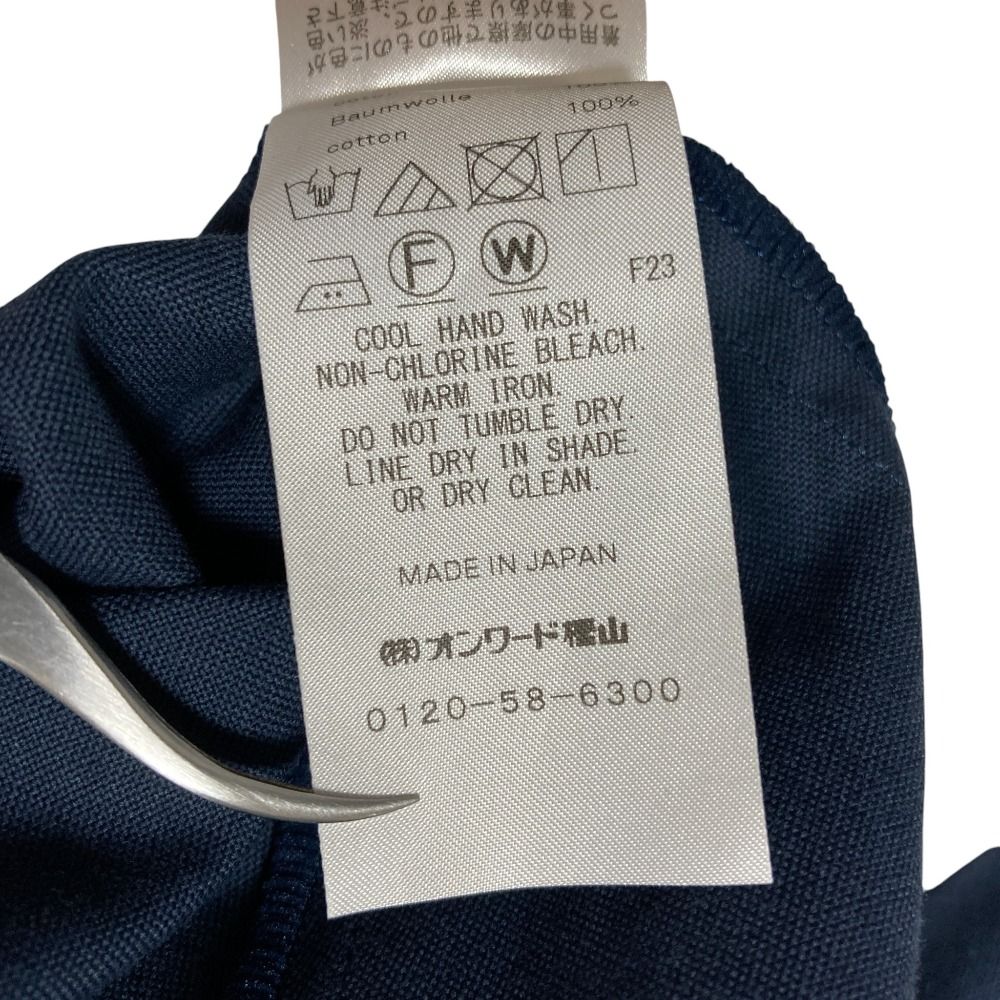 Baumwolle 100%
cotton
F W
F23
COOL HAND WASH.
NON-CHLORINE BLEACH.
WARM IRON.
DO NOT TUMBLE DRY.
LINE DRY IN SHADE.
OR DRY CLEAN.
MADE IN JAPAN
㈱オンワード樫山
0120-58-6300